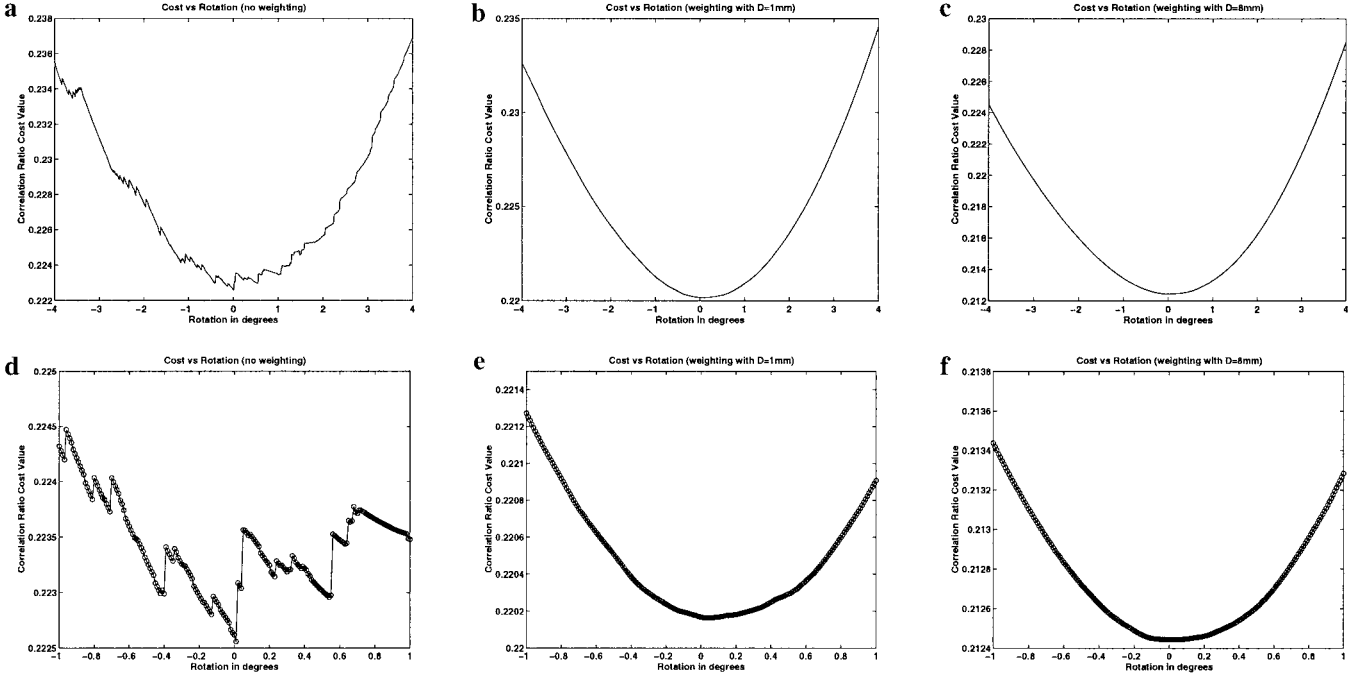 a
Cost vs Rotation (no weighting)
0.238
0.236
0.234
0.232
0.23
0.228
0.226
0.224
0.222
Correlation Ratio Cost Value
−4 −3 −2 −1 0 1 2 3 4
Rotation in degrees
b
Cost vs Rotation (weighting with D=1mm)
0.235
0.23
0.225
0.22
Correlation Ratio Cost Value
−4 −3 −2 −1 0 1 2 3 4
Rotation in degrees
c
Cost vs Rotation (weighting with D=8mm)
0.23
0.228
0.226
0.224
0.222
0.22
0.218
0.216
0.214
0.212
Correlation Ratio Cost Value
−4 −3 −2 −1 0 1 2 3 4
Rotation in degrees
d
Cost vs Rotation (no weighting)
0.225
0.2245
0.224
0.2235
0.223
0.2225
Correlation Ratio Cost Value
−1 −0.8 −0.6 −0.4 −0.2 0 0.2 0.4 0.6 0.8 1
Rotation in degrees
e
Cost vs Rotation (weighting with D=1mm)
0.2214
0.2212
0.221
0.2208
0.2206
0.2204
0.2202
0.22
Correlation Ratio Cost Value
−1 −0.8 −0.6 −0.4 −0.2 0 0.2 0.4 0.6 0.8 1
Rotation in degrees
f
Cost vs Rotation (weighting with D=8mm)
0.2138
0.2136
0.2134
0.2132
0.213
0.2128
0.2126
0.2124
Correlation Ratio Cost Value
−1 −0.8 −0.6 −0.4 −0.2 0 0.2 0.4 0.6 0.8 1
Rotation in degrees